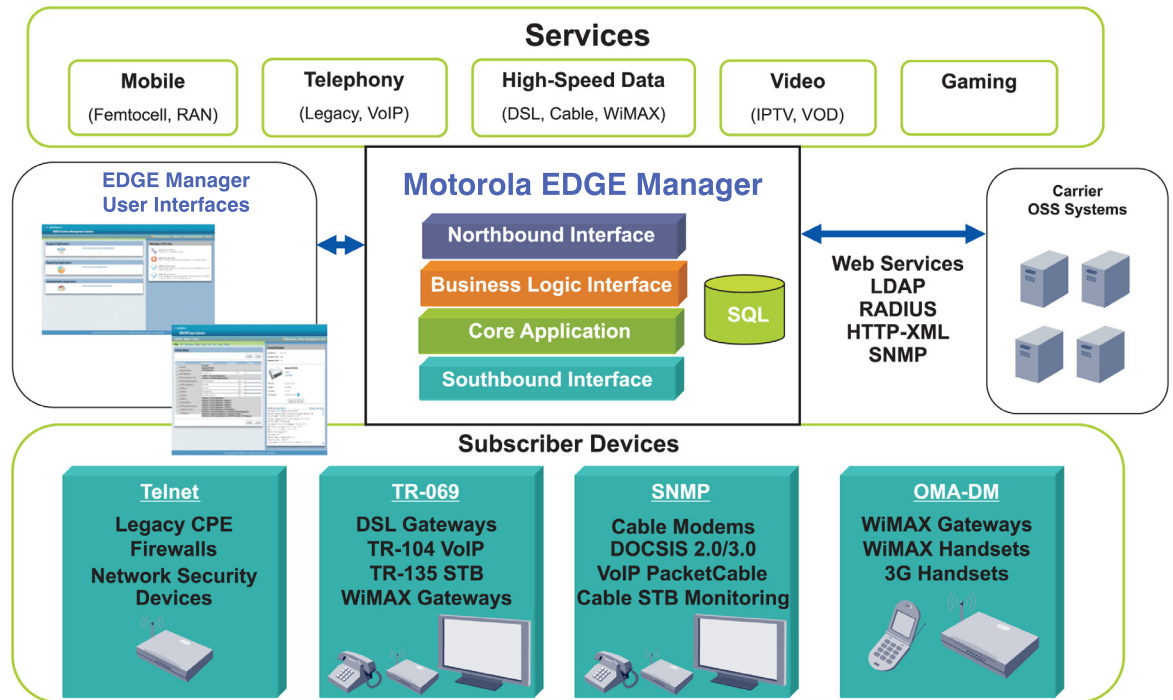 Services
Mobile
(Femtocell, RAN)
Telephony
(Legacy, VoIP)
High-Speed Data
(DSL, Cable, WiMAX)
Video
(IPTV, VOD)
Gaming
EDGE Manager
User Interfaces
Motorola EDGE Manager
Northbound Interface
Business Logic Interface
Core Application
Southbound Interface
SQL
Web Services
LDAP
RADIUS
HTTP-XML
SNMP
Carrier
OSS Systems
Subscriber Devices
Telnet
Legacy CPE
Firewalls
Network Security
Devices
TR-069
DSL Gateways
TR-104 VoIP
TR-135 STB
WiMAX Gateways
SNMP
Cable Modems
DOCSIS 2.0/3.0
VoIP PacketCable
Cable STB Monitoring
OMA-DM
WiMAX Gateways
WiMAX Handsets
3G Handsets